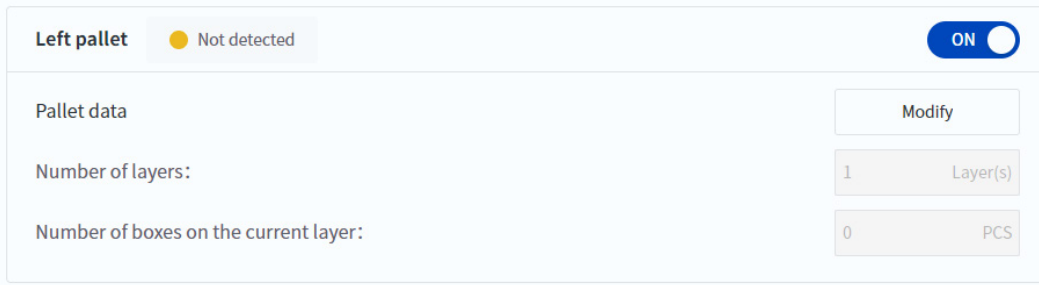 Left pallet Not detected ON
Pallet data Modify
Number of layers: 1 Layer(s)
Number of boxes on the current layer: 0 PCS